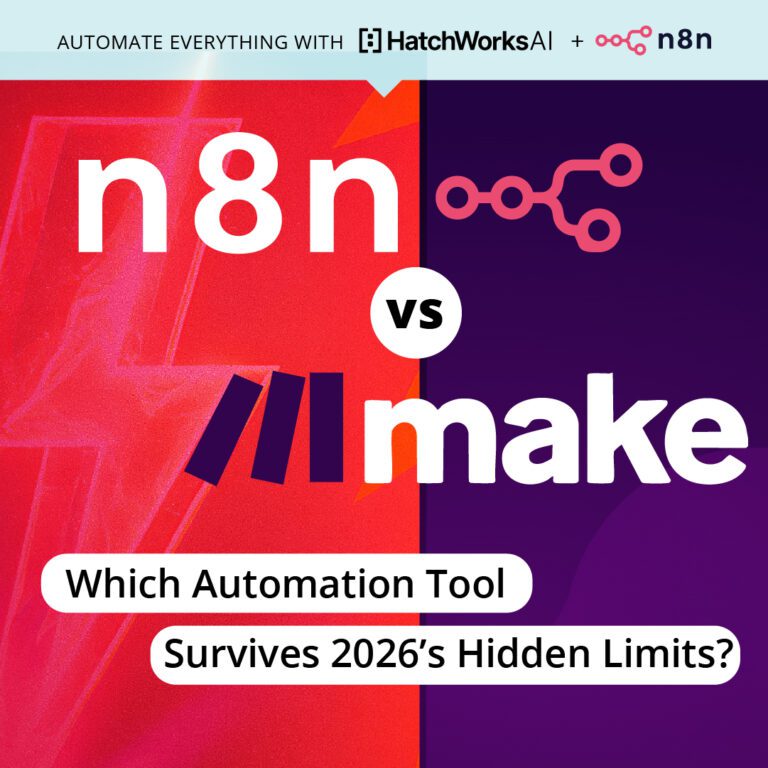 AUTOMATE EVERYTHING WITH HatchWorksAI + n8n
n8n
vs
make
Which Automation Tool
Survives 2026’s Hidden Limits?